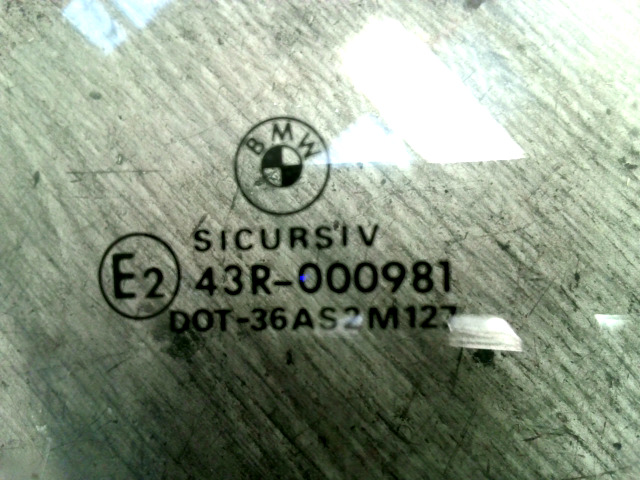 BMW
SICURSIV
E2
43R-000981
DOT-36AS2M127